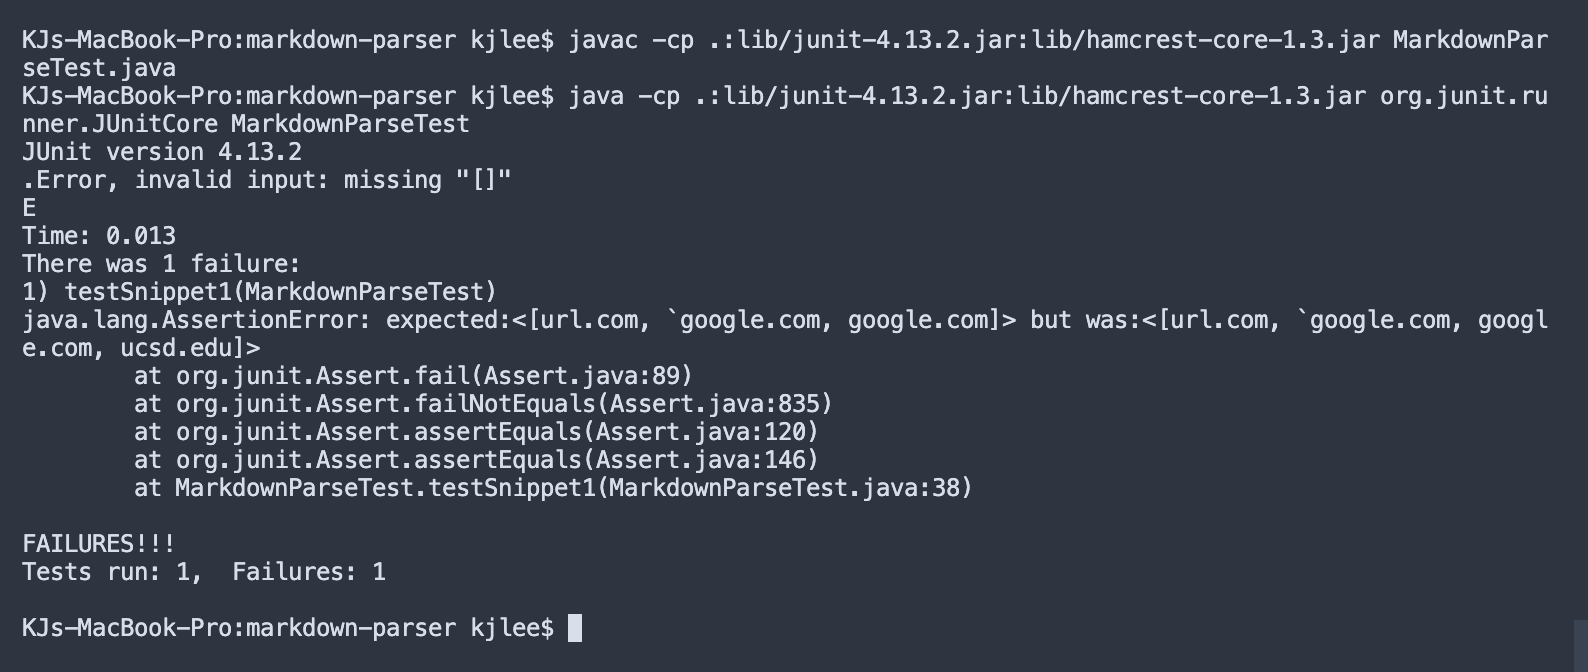 KJs-MacBook-Pro:markdown-parser kjlee$ javac -cp .:lib/junit-4.13.2.jar:lib/hamcrest-core-1.3.jar MarkdownPar
seTest.java
KJs-MacBook-Pro:markdown-parser kjlee$ java -cp .:lib/junit-4.13.2.jar:lib/hamcrest-core-1.3.jar org.junit.ru
nner.JUnitCore MarkdownParseTest
JUnit version 4.13.2
.Error, invalid input: missing "[]"
E
Time: 0.013
There was 1 failure:
1) testSnippet1(MarkdownParseTest)
java.lang.AssertionError: expected:<[url.com, `google.com, google.com]> but was:<[url.com, `google.com, googl
e.com, ucsd.edu]>
        at org.junit.Assert.fail(Assert.java:89)
        at org.junit.Assert.failNotEquals(Assert.java:835)
        at org.junit.Assert.assertEquals(Assert.java:120)
        at org.junit.Assert.assertEquals(Assert.java:146)
        at MarkdownParseTest.testSnippet1(MarkdownParseTest.java:38)

FAILURES!!!
Tests run: 1,  Failures: 1

KJs-MacBook-Pro:markdown-parser kjlee$